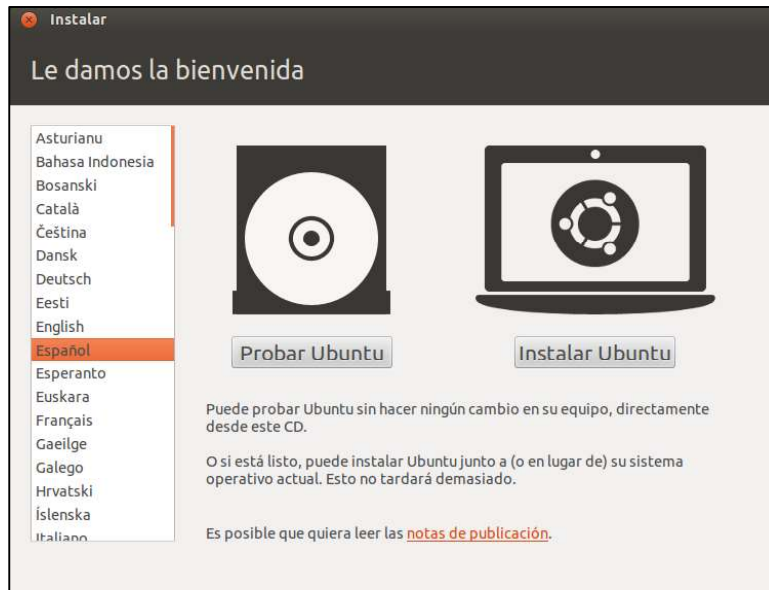 Instalar
Le damos la bienvenida
Asturianu
Bahasa Indonesia
Bosanski
Català
Čeština
Dansk
Deutsch
Eesti
English
Español
Esperanto
Euskara
Français
Gaeilge
Galego
Hrvatski
Íslenska
Italiano
Probar Ubuntu
Instalar Ubuntu
Puede probar Ubuntu sin hacer ningún cambio en su equipo, directamente
desde este CD.
O si está listo, puede instalar Ubuntu junto a (o en lugar de) su sistema
operativo actual. Esto no tardará demasiado.
Es posible que quiera leer las notas de publicación.